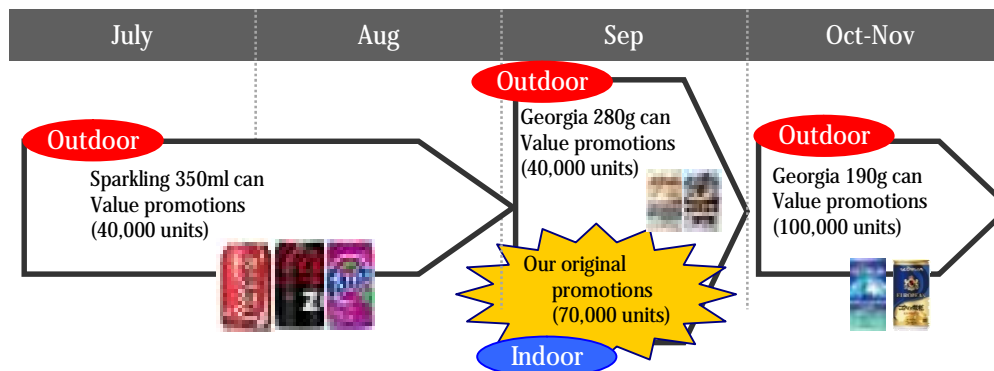 July
Aug
Sep
Oct-Nov
Outdoor
Sparkling 350ml can
Value promotions
(40,000 units)
Outdoor
Georgia 280g can
Value promotions
(40,000 units)
Our original
promotions
(70,000 units)
Indoor
Outdoor
Georgia 190g can
Value promotions
(100,000 units)